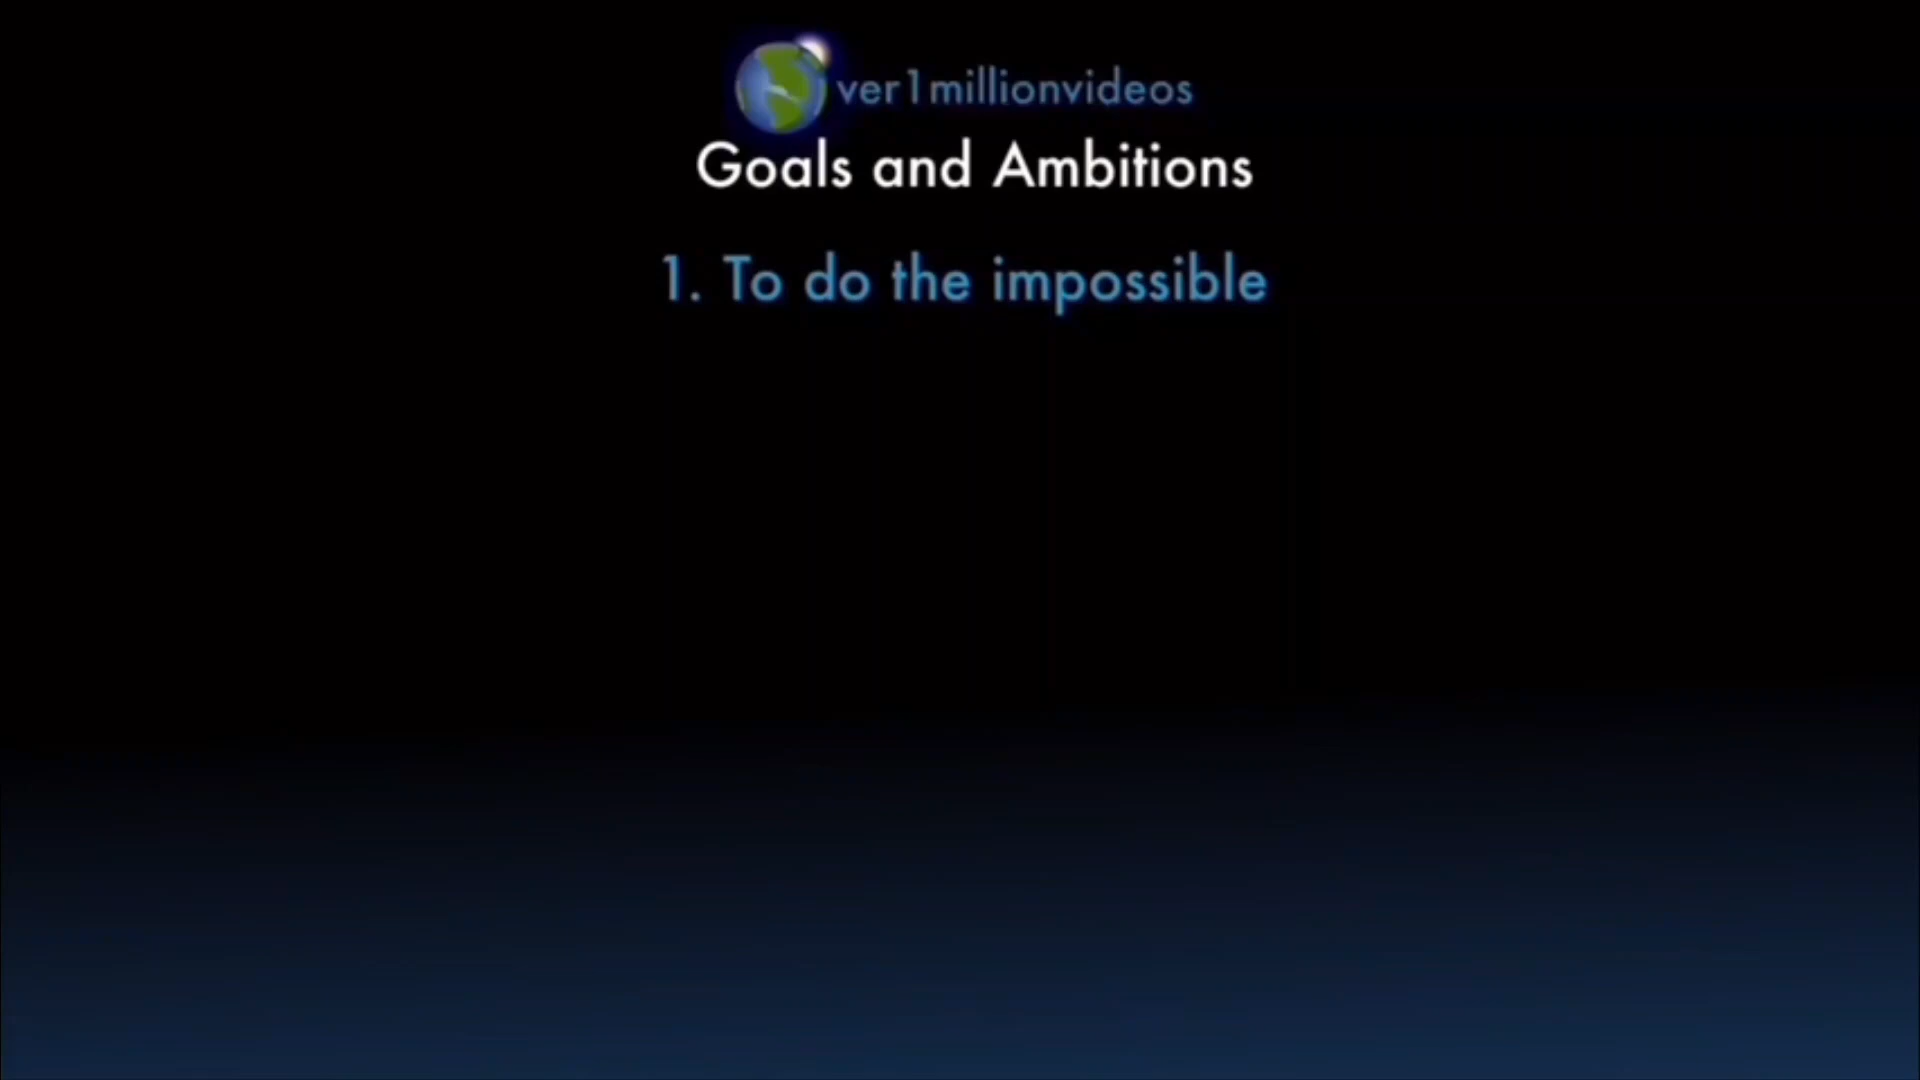 ver1millionvideos
Goals and Ambitions
1. To do the impossible